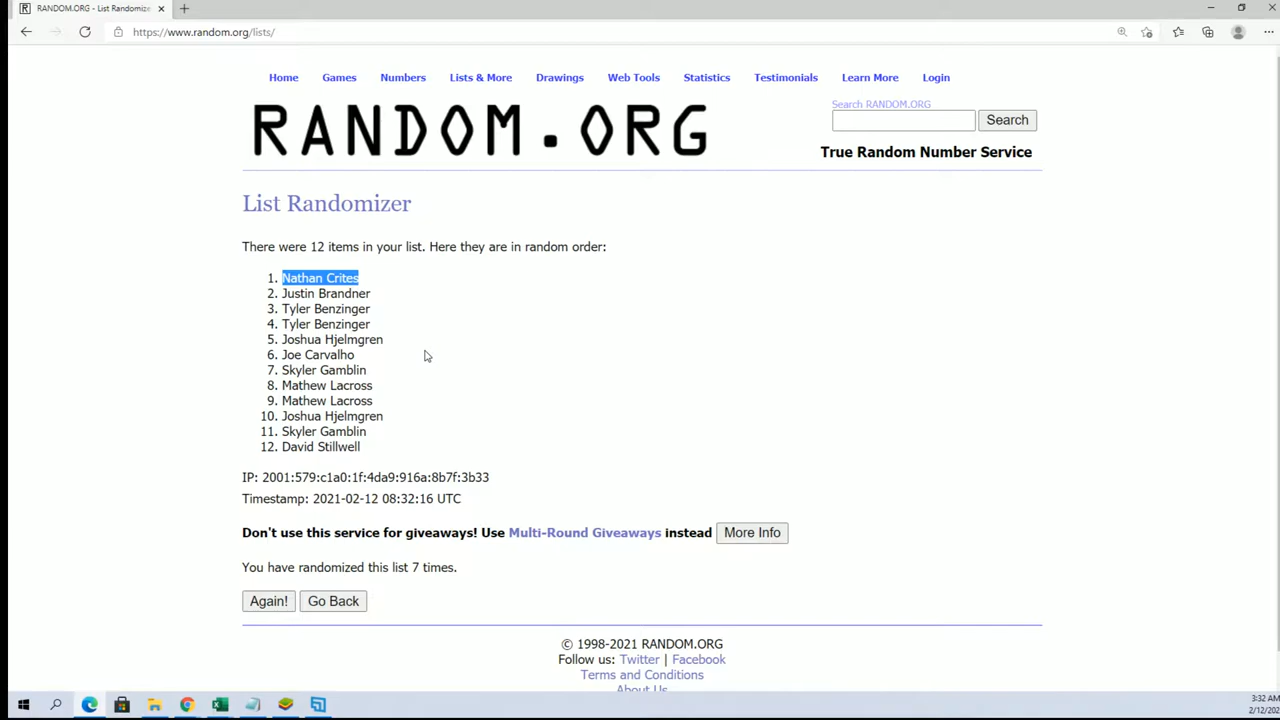 RANDOM.ORG - List Randomize
https://www.random.org/lists/
Home Games Numbers Lists & More Drawings Web Tools Statistics Testimonials Learn More Login
RANDOM.ORG
Search RANDOM.ORG
Search
True Random Number Service
List Randomizer
There were 12 items in your list. Here they are in random order:
1. Nathan Crites
2. Justin Brandner
3. Tyler Benzinger
4. Tyler Benzinger
5. Joshua Hjelmgren
6. Joe Carvalho
7. Skyler Gamblin
8. Mathew Lacross
9. Mathew Lacross
10. Joshua Hjelmgren
11. Skyler Gamblin
12. David Stillwell
IP: 2001:579:c1a0:1f:4da9:916a:8b7f:3b33
Timestamp: 2021-02-12 08:32:16 UTC
Don't use this service for giveaways! Use Multi-Round Giveaways instead More Info
You have randomized this list 7 times.
Again! Go Back
© 1998-2021 RANDOM.ORG
Follow us: Twitter | Facebook
Terms and Conditions
About Us
3:32 AM
2/12/202